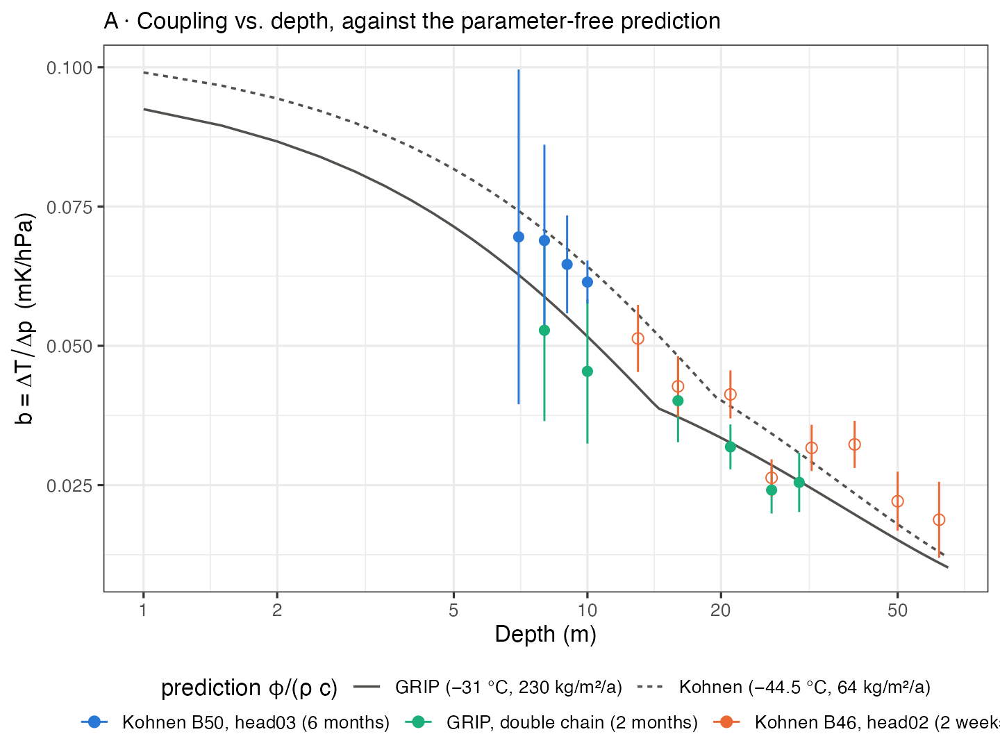 A · Coupling vs. depth, against the parameter-free prediction
b = ΔT/Δp (mK/hPa)
0.100
0.075
0.050
0.025
1 2 5 10 20 50
Depth (m)
prediction ϕ/(ρ c) GRIP (−31 °C, 230 kg/m²/a) Kohnen (−44.5 °C, 64 kg/m²/a)
Kohnen B50, head03 (6 months) GRIP, double chain (2 months) Kohnen B46, head02 (2 week